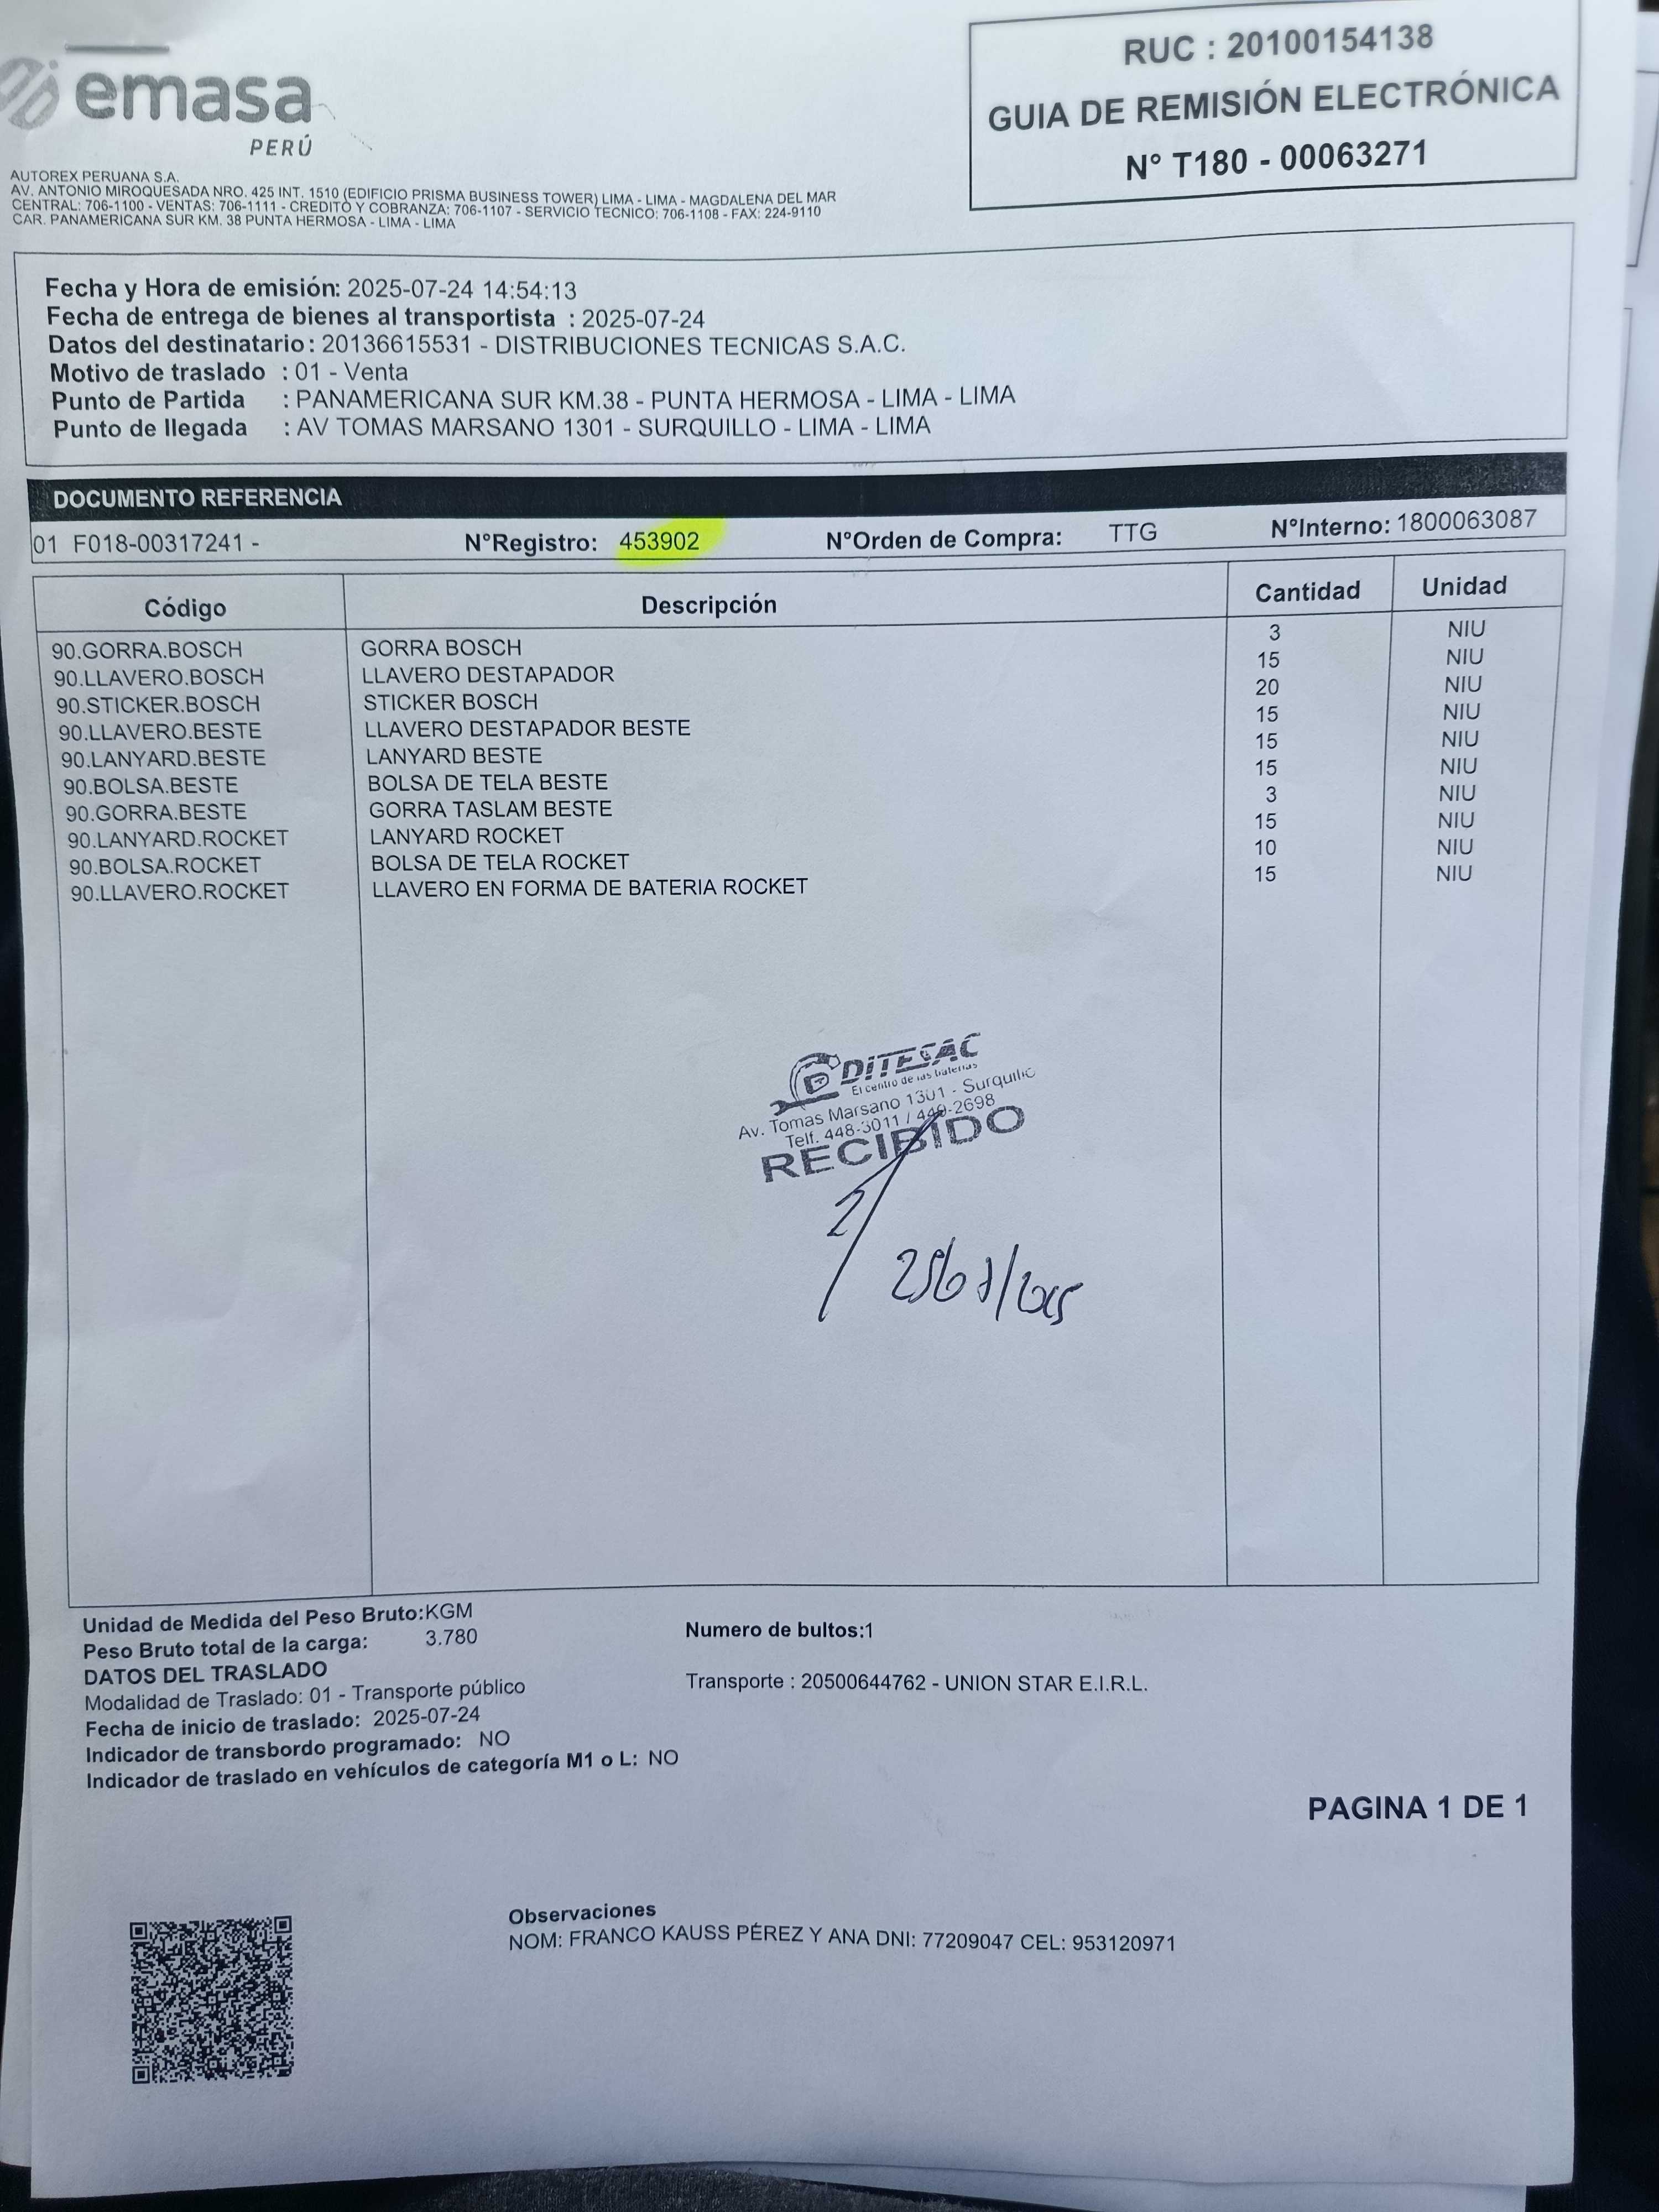 emasa
PERÚ
RUC : 20100154138
GUIA DE REMISIÓN ELECTRÓNICA
N° T180 - 00063271
AUTOREX PERUANA S.A.
AV. ANTONIO MIROQUESADA NRO. 425 INT. 1510 (EDIFICIO PRISMA BUSINESS TOWER) LIMA - LIMA - MAGDALENA DEL MAR
CENTRAL: 706-1100 - VENTAS: 706-1111 - CREDITO Y COBRANZA: 706-1107 - SERVICIO TECNICO: 706-1108 - FAX: 224-9110
CAR. PANAMERICANA SUR KM. 38 PUNTA HERMOSA - LIMA - LIMA
Fecha y Hora de emisión: 2025-07-24 14:54:13
Fecha de entrega de bienes al transportista : 2025-07-24
Datos del destinatario: 20136615531 - DISTRIBUCIONES TECNICAS S.A.C.
Motivo de traslado : 01 - Venta
Punto de Partida : PANAMERICANA SUR KM.38 - PUNTA HERMOSA - LIMA - LIMA
Punto de llegada : AV TOMAS MARSANO 1301 - SURQUILLO - LIMA - LIMA
DOCUMENTO REFERENCIA
01 F018-00317241 - N°Registro: 453902 N°Orden de Compra: TTG N°Interno: 1800063087
Código Descripción Cantidad Unidad
90.GORRA.BOSCH GORRA BOSCH 3 NIU
90.LLAVERO.BOSCH LLAVERO DESTAPADOR 15 NIU
90.STICKER.BOSCH STICKER BOSCH 20 NIU
90.LLAVERO.BESTE LLAVERO DESTAPADOR BESTE 15 NIU
90.LANYARD.BESTE LANYARD BESTE 15 NIU
90.BOLSA.BESTE BOLSA DE TELA BESTE 15 NIU
90.GORRA.BESTE GORRA TASLAM BESTE 3 NIU
90.LANYARD.ROCKET LANYARD ROCKET 15 NIU
90.BOLSA.ROCKET BOLSA DE TELA ROCKET 10 NIU
90.LLAVERO.ROCKET LLAVERO EN FORMA DE BATERIA ROCKET 15 NIU
DITESAC
El centro de las baterías
Av. Tomas Marsano 1301 - Surquillo
Telf. 448-3011 / 449-2698
RECIBIDO
Unidad de Medida del Peso Bruto:KGM
Peso Bruto total de la carga: 3.780
Numero de bultos:1
DATOS DEL TRASLADO
Modalidad de Traslado: 01 - Transporte público
Transporte : 20500644762 - UNION STAR E.I.R.L.
Fecha de inicio de traslado: 2025-07-24
Indicador de transbordo programado: NO
Indicador de traslado en vehículos de categoría M1 o L: NO
PAGINA 1 DE 1
Observaciones
NOM: FRANCO KAUSS PÉREZ Y ANA DNI: 77209047 CEL: 953120971